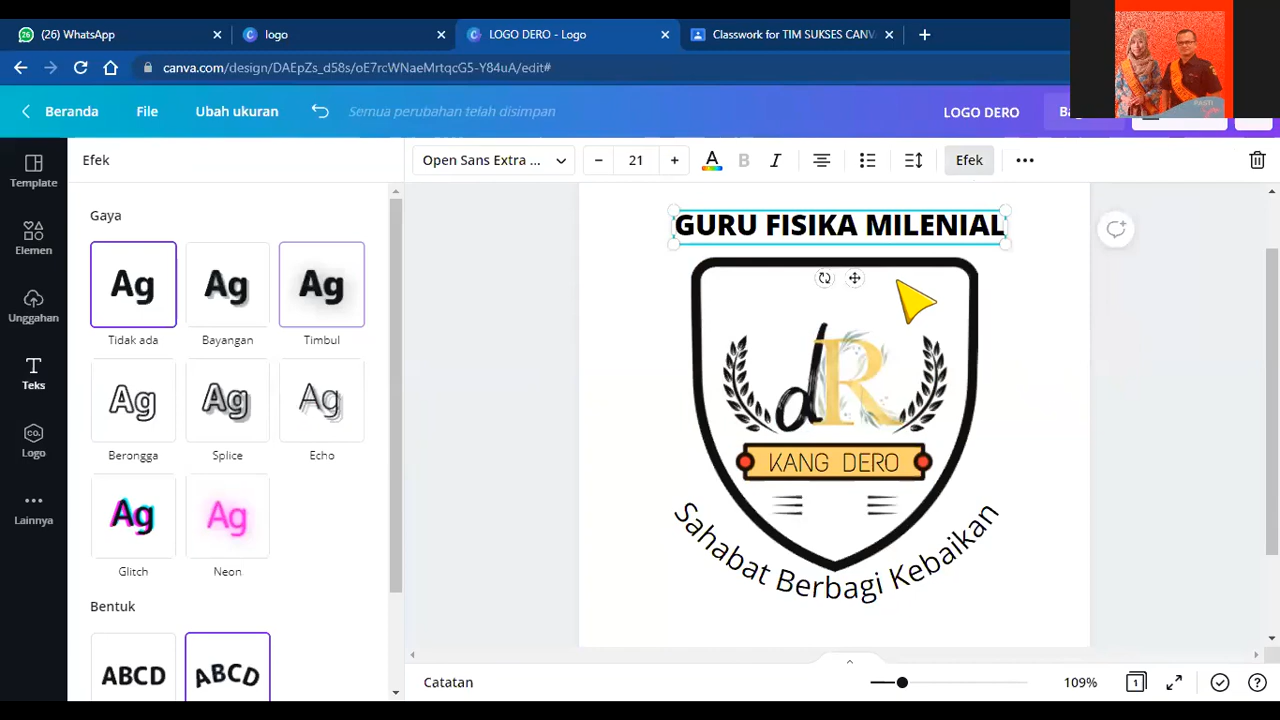 (26) WhatsApp
logo
LOGO DERO - Logo
Classwork for TIM SUKSES CANV
canva.com/design/DAEpZs_d58s/oE7rcWNaeMrtqcG5-Y84uA/edit#
Beranda
File
Ubah ukuran
Semua perubahan telah disimpan
LOGO DERO
Efek
Open Sans Extra ...
21
A
B
I
Efek
Template
Elemen
Unggahan
Teks
CO.
Logo
Lainnya
Gaya
Ag
Ag
Ag
Tidak ada
Bayangan
Timbul
Ag
Ag
Ag
Berongga
Splice
Echo
Ag
Ag
Glitch
Neon
Bentuk
ABCD
ABCD
GURU FISIKA MILENIAL
dR
KANG DERO
Sahabat Berbagi Kebaikan
Catatan
109%
1
PASTI